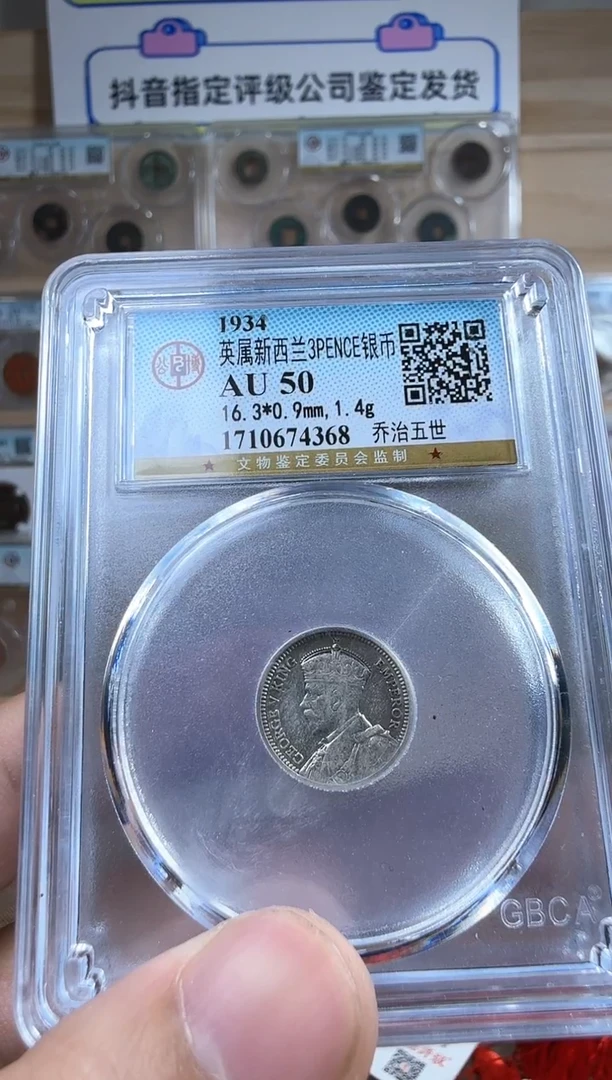 抖音指定评级公司鉴定发货
1934
英属新西兰3PENCE银币
AU 50
16.3*0.9mm,1.4g
1710674368 乔治五世
★ 文物鉴定委员会监制 ★
GEORGE V KING EMPEROR
GBCA